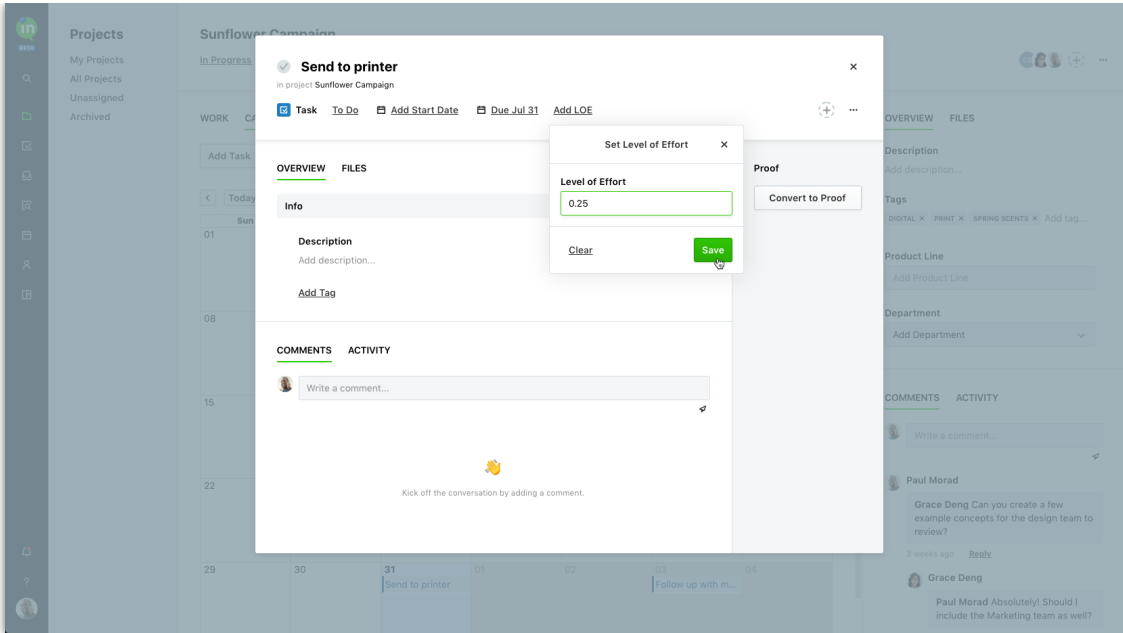 in
BETA
Projects
My Projects
All Projects
Unassigned
Archived
Sunflower Campaign
In Progress
WORK
Add Task
Today
Sun
01
08
15
22
29
30
31
01
02
03
04
Send to printer
Follow up with m...
Send to printer
in project Sunflower Campaign
Task To Do Add Start Date Due Jul 31 Add LOE
OVERVIEW FILES
Info
Description
Add description...
Add Tag
COMMENTS ACTIVITY
Write a comment...
Kick off the conversation by adding a comment.
Set Level of Effort
Level of Effort
0.25
Clear
Save
Proof
Convert to Proof
OVERVIEW FILES
Description
Add description...
Tags
DIGITAL × PRINT × SPRING SCENTS × Add tag...
Product Line
Add Product Line
Department
Add Department
COMMENTS ACTIVITY
Write a comment...
Paul Morad
Grace Deng Can you create a few
example concepts for the design team to
review?
2 weeks ago Reply
Grace Deng
Paul Morad Absolutely! Should I
include the Marketing team as well?